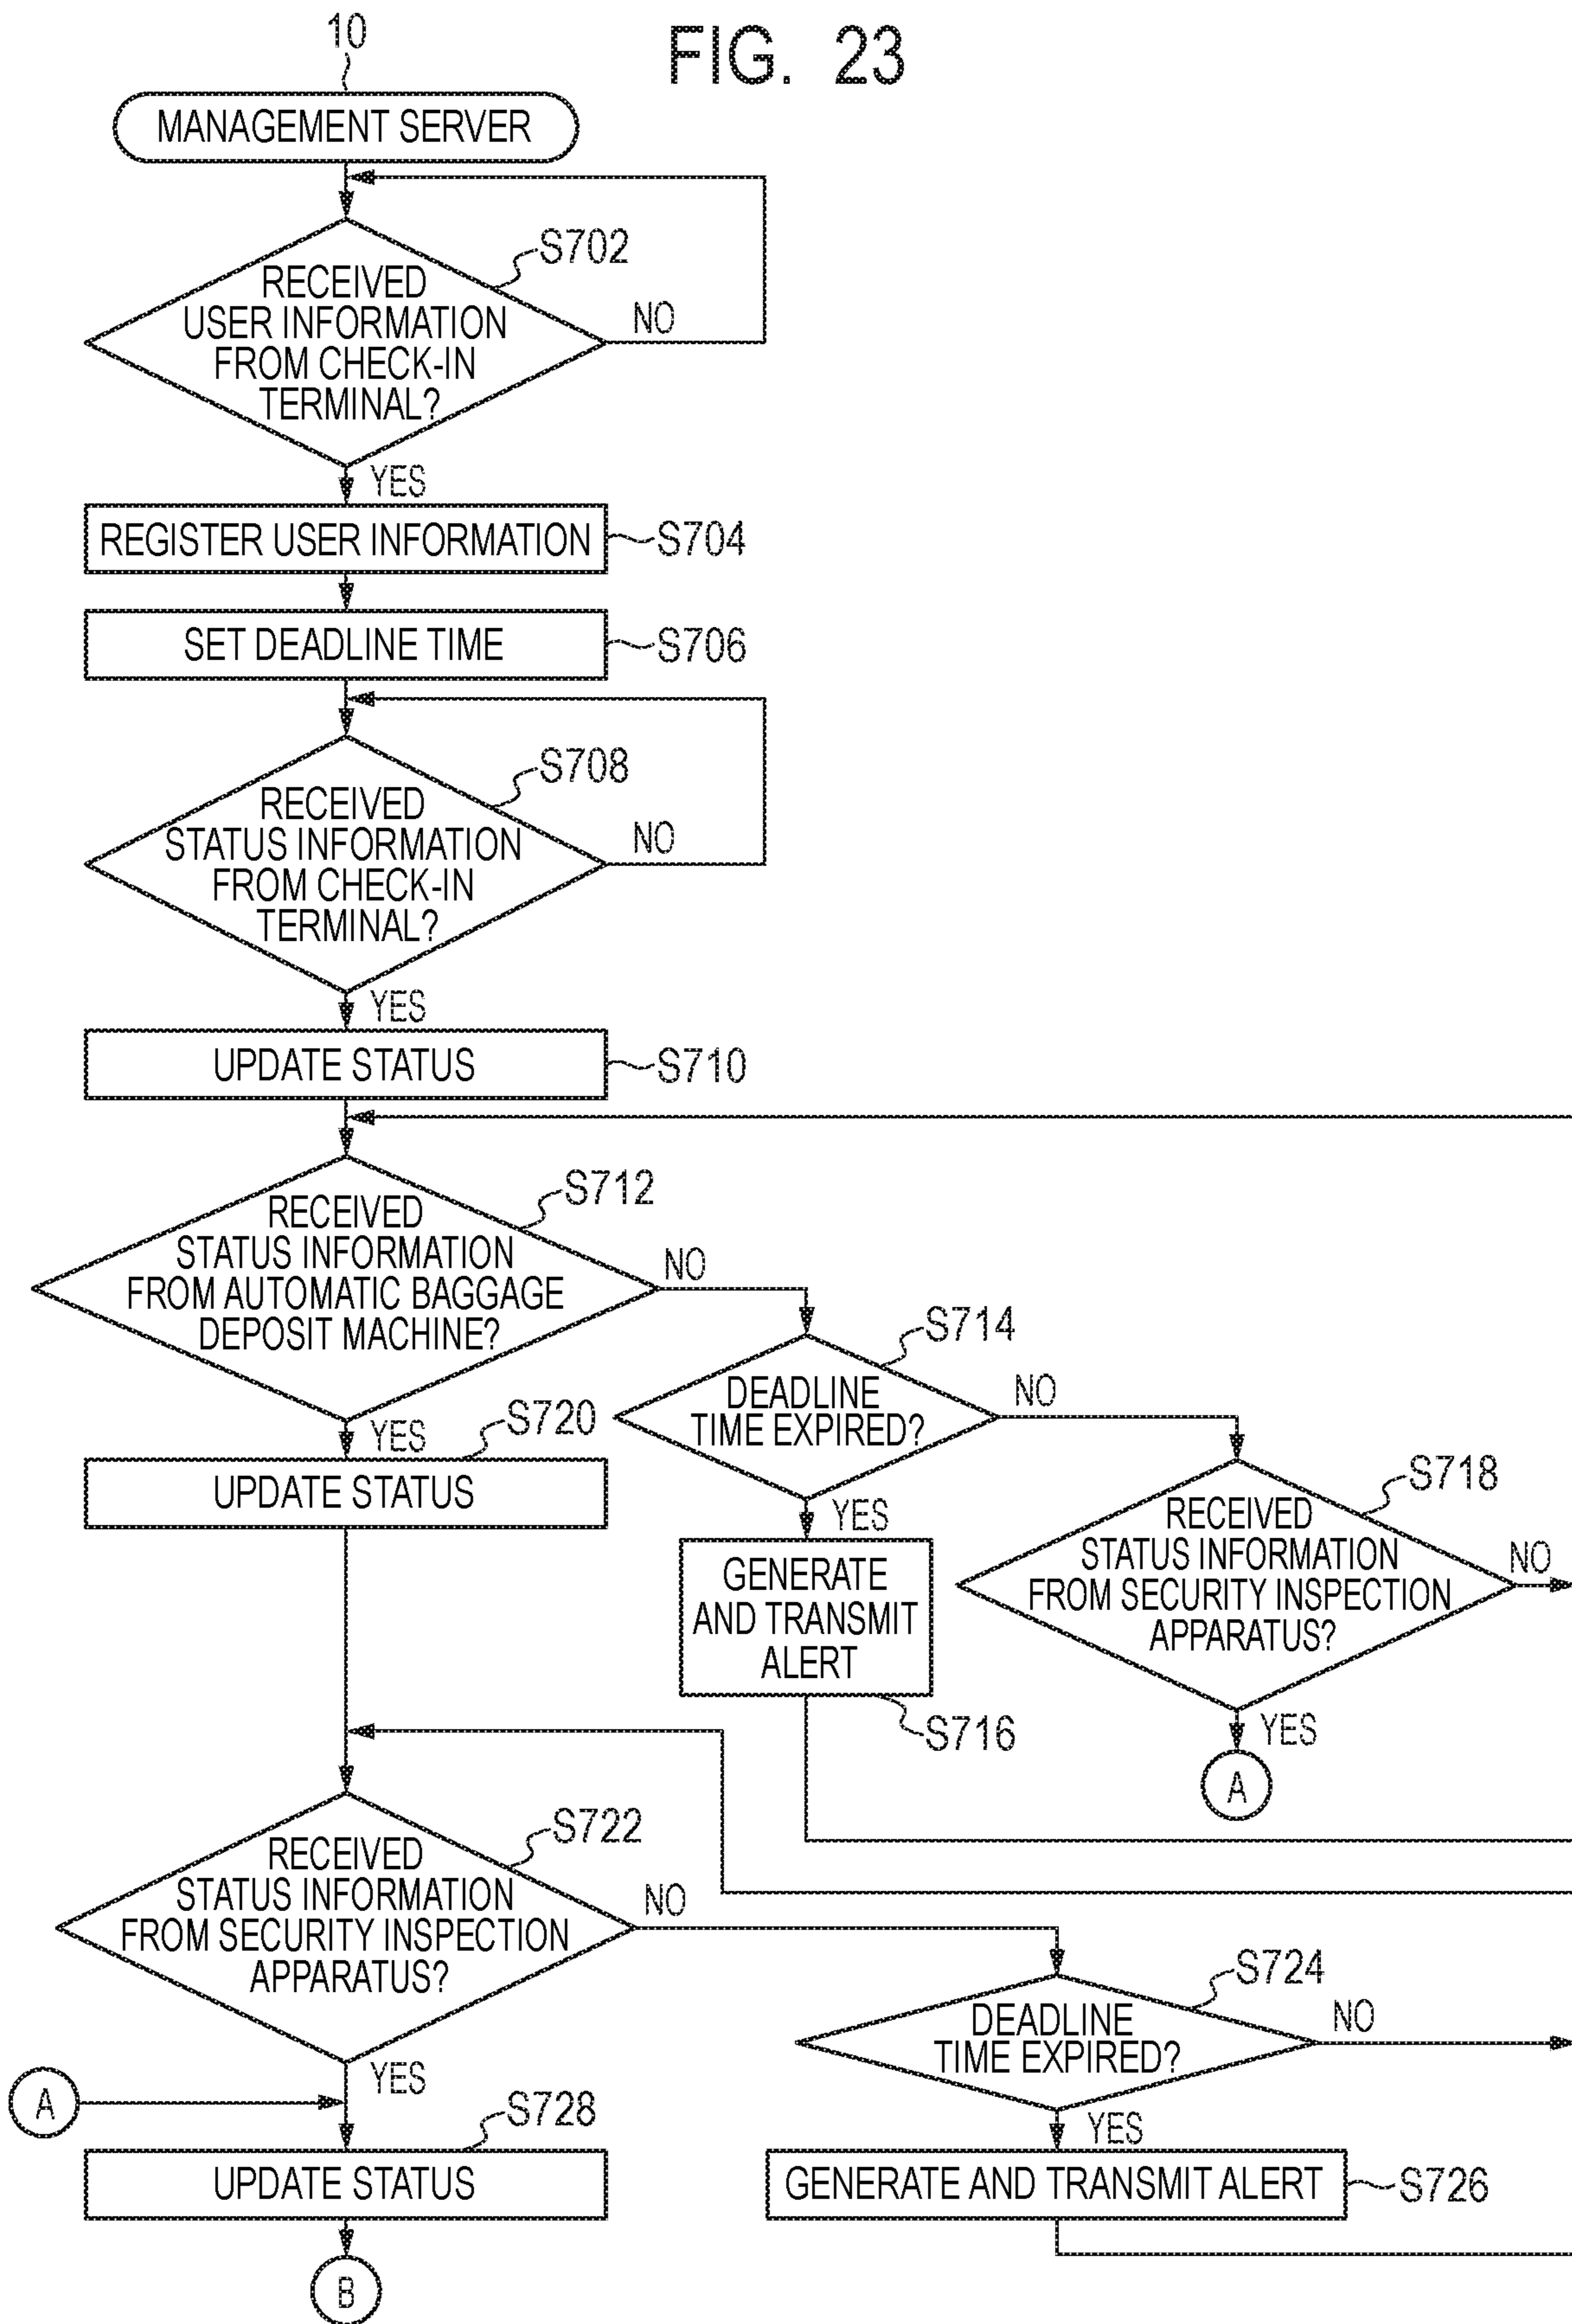 FIG. 23
10
MANAGEMENT SERVER
S702
RECEIVED
USER INFORMATION
FROM CHECK-IN
TERMINAL?
NO
YES
REGISTER USER INFORMATION
S704
SET DEADLINE TIME
S706
S708
RECEIVED
STATUS INFORMATION
FROM CHECK-IN
TERMINAL?
NO
YES
UPDATE STATUS
S710
S712
RECEIVED
STATUS INFORMATION
FROM AUTOMATIC BAGGAGE
DEPOSIT MACHINE?
NO
YES
S714
DEADLINE
TIME EXPIRED?
NO
YES
S720
UPDATE STATUS
GENERATE
AND TRANSMIT
ALERT
S716
S718
RECEIVED
STATUS INFORMATION
FROM SECURITY INSPECTION
APPARATUS?
NO
YES
A
S722
RECEIVED
STATUS INFORMATION
FROM SECURITY INSPECTION
APPARATUS?
NO
YES
S724
DEADLINE
TIME EXPIRED?
NO
YES
A
S728
UPDATE STATUS
GENERATE AND TRANSMIT ALERT
S726
B